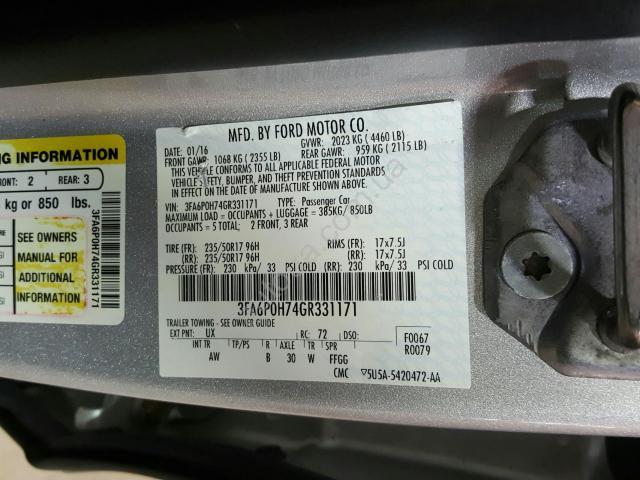 NG INFORMATION
FRONT: 2 REAR: 3
kg or 850 lbs.
SEE OWNERS
MANUAL FOR
ADDITIONAL
INFORMATION
3FA6P0H74GR331171
MFD. BY FORD MOTOR CO.
DATE: 01/16 GVWR: 2023 KG ( 4460 LB)
FRONT GAWR: 1068 KG ( 2355 LB) REAR GAWR: 959 KG ( 2115 LB)
THIS VEHICLE CONFORMS TO ALL APPLICABLE FEDERAL MOTOR
VEHICLE SAFETY, BUMPER, AND THEFT PREVENTION STANDARDS
IN EFFECT ON THE DATE OF MANUFACTURE SHOWN ABOVE.
VIN: 3FA6P0H74GR331171 TYPE: Passenger Car
MAXIMUM LOAD = OCCUPANTS + LUGGAGE = 385KG/ 850LB
OCCUPANTS = 5 TOTAL; 2 FRONT, 3 REAR
TIRE (FR): 235/50R17 96H RIMS (FR): 17x7.5J
(RR): 235/50R17 96H (RR): 17x7.5J
PRESSURE (FR): 230 kPa/ 33 PSI COLD (RR): 230 kPa/ 33 PSI COLD
3FA6P0H74GR331171
TRAILER TOWING - SEE OWNER GUIDE
EXT PNT: UX RC: 72 DSO: F0067
INT TR TP/PS R AXLE TR SPR R0079
AW B 30 W FFGG
CMC ▽5U5A-5420472-AA